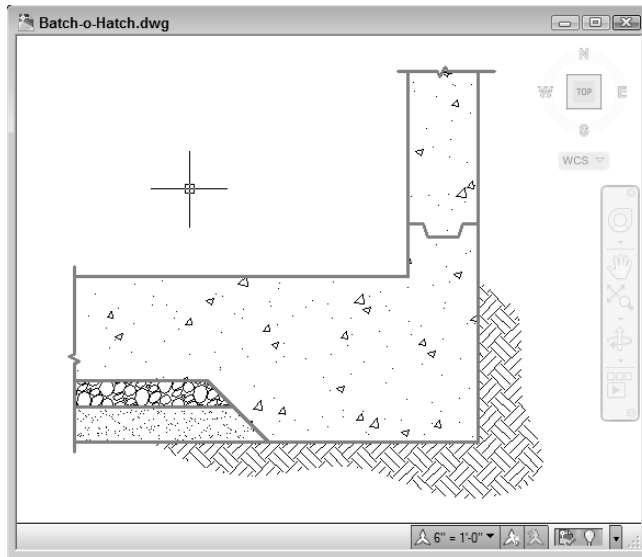 Batch-o-Hatch.dwg
N
W
TOP
E
S
WCS
6" = 1'-0"